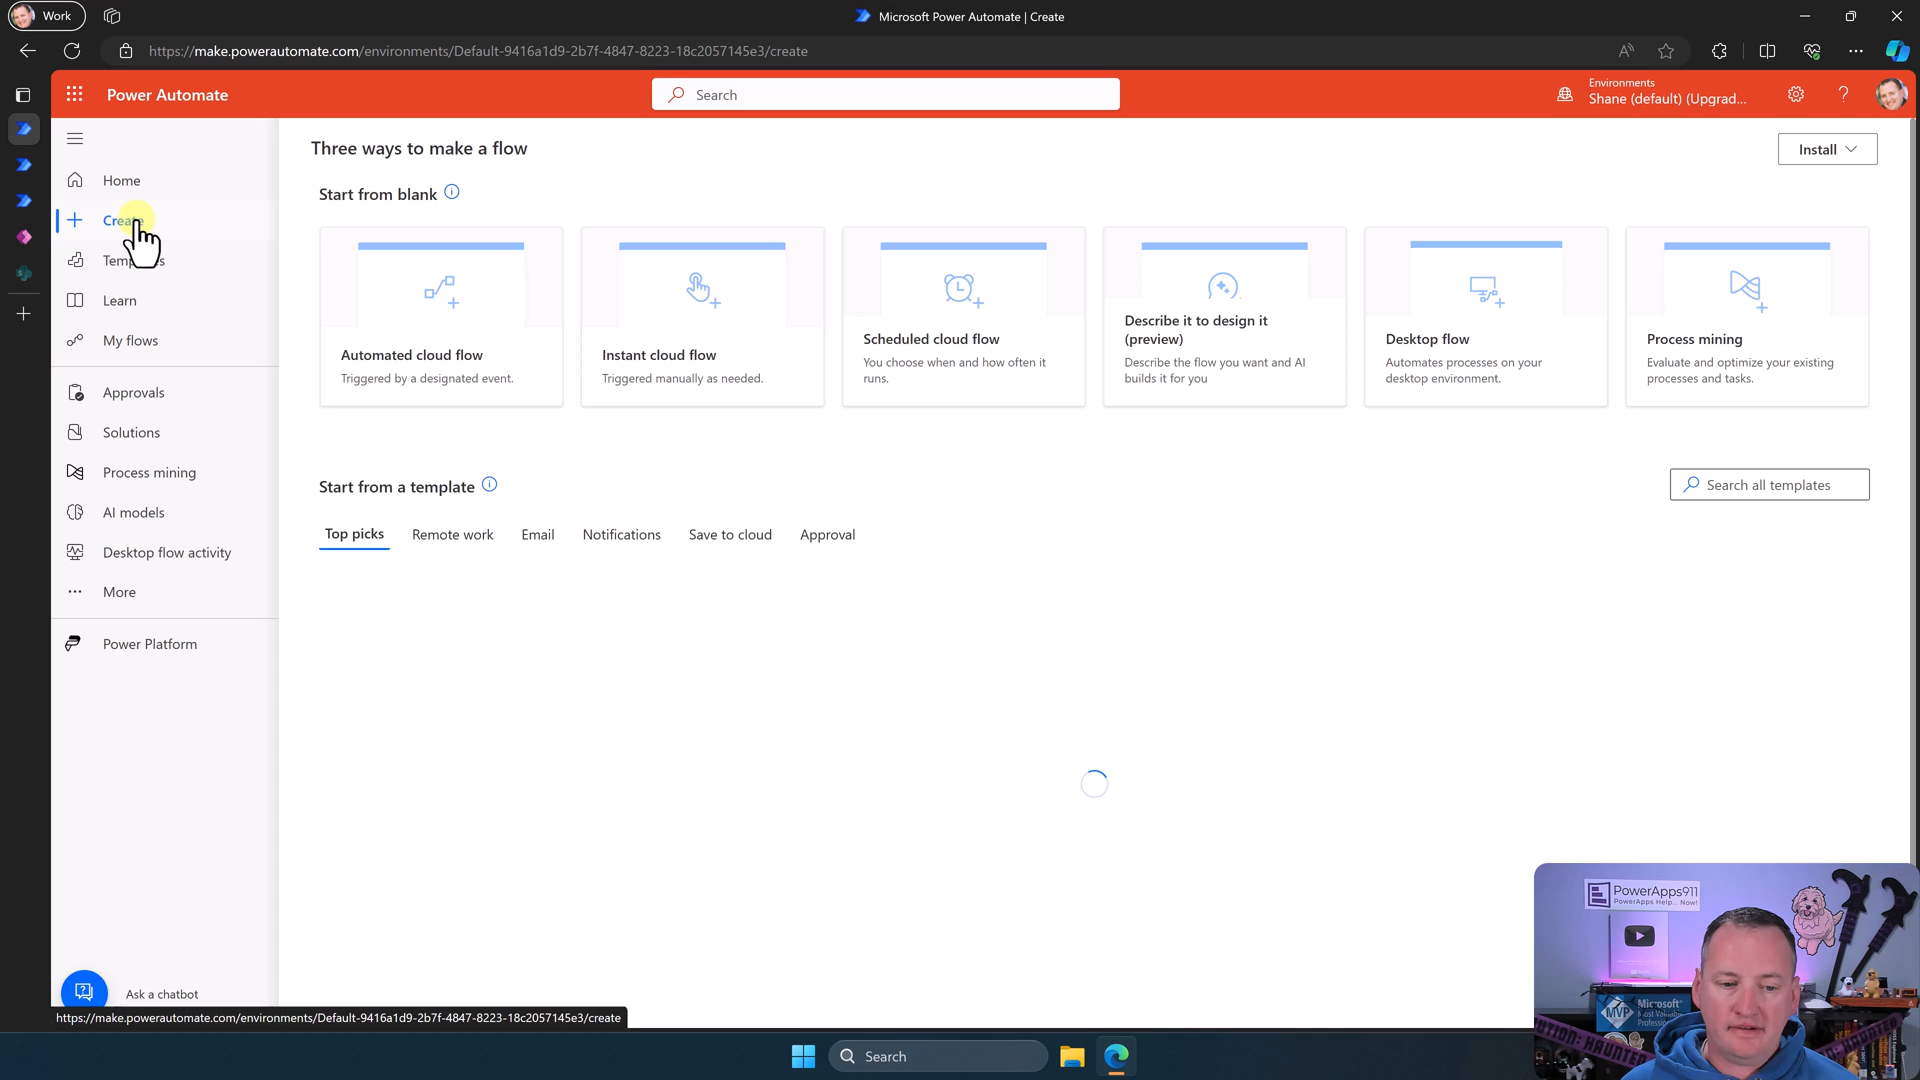 Work
Microsoft Power Automate | Create
https://make.powerautomate.com/environments/Default-9416a1d9-2b7f-4847-8223-18c2057145e3/create
Power Automate
Search
Environments
Shane (default) (Upgrad...
Home
Create
Learn
My flows
Approvals
Solutions
Process mining
AI models
Desktop flow activity
More
Power Platform
Ask a chatbot
Three ways to make a flow
Install
Start from blank
Automated cloud flow
Triggered by a designated event.
Instant cloud flow
Triggered manually as needed.
Scheduled cloud flow
You choose when and how often it
runs.
Describe it to design it
(preview)
Describe the flow you want and AI
builds it for you
Desktop flow
Automates processes on your
desktop environment.
Process mining
Evaluate and optimize your existing
processes and tasks.
Start from a template
Search all templates
Top picks
Remote work
Email
Notifications
Save to cloud
Approval
https://make.powerautomate.com/environments/Default-9416a1d9-2b7f-4847-8223-18c2057145e3/create
PowerApps911
PowerApps Help... Now!
Microsoft
MVP
Search